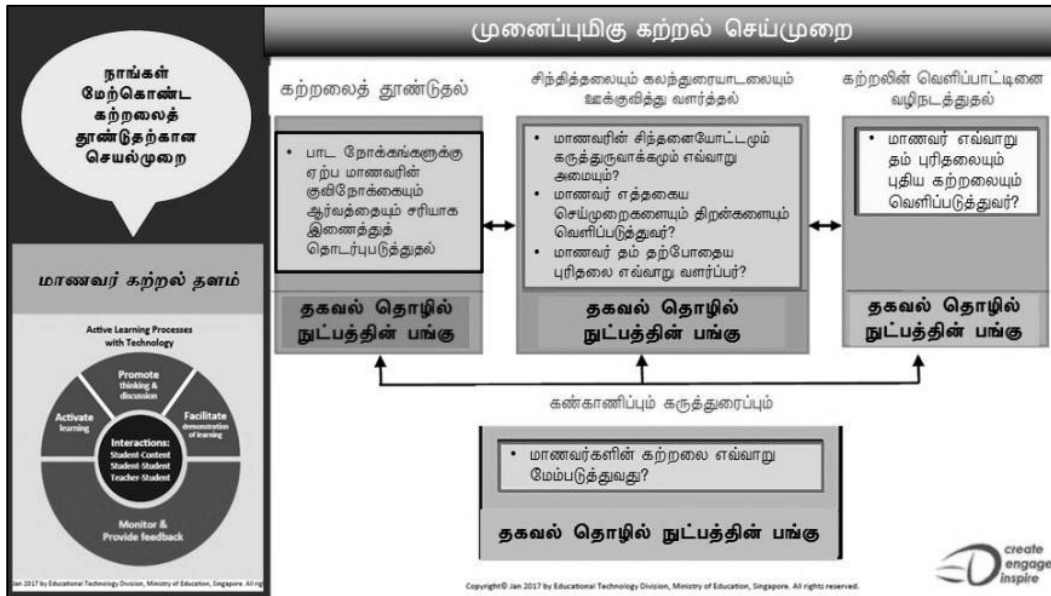 முனைப்புமிகு கற்றல் செய்முறை
நாங்கள்
மேற்கொண்ட
கற்றலைத்
தூண்டுதற்கான
செயல்முறை
மாணவர் கற்றல் தளம்
Active Learning Processes
with Technology
Promote
thinking &
discussion
Activate
learning
Facilitate
demonstration
of learning
Interactions:
Student-Content
Student-Student
Teacher-Student
Monitor &
Provide feedback
Jan 2017 by Educational Technology Division, Ministry of Education, Singapore. All
கற்றலைத் தூண்டுதல்
• பாட நோக்கங்களுக்கு
ஏற்ப மாணவரின்
குவிநோக்கையும்
ஆர்வத்தையும் சரியாக
இணைத்துத்
தொடர்புபடுத்துதல்
தகவல் தொழில்
நுட்பத்தின் பங்கு
சிந்தித்தலையும் கலந்துரையாடலையும்
ஊக்குவித்து வளர்த்தல்
• மாணவரின் சிந்தனையோட்டமும்
கருத்துருவாக்கமும் எவ்வாறு
அமையும்?
• மாணவர் எத்தகைய
செய்முறைகளையும் திறன்களையும்
வெளிப்படுத்துவர்?
• மாணவர் தம் தற்போதைய
புரிதலை எவ்வாறு வளர்ப்பர்?
தகவல் தொழில்
நுட்பத்தின் பங்கு
கற்றலின் வெளிப்பாட்டினை
வழிநடத்துதல்
• மாணவர் எவ்வாறு
தம் புரிதலையும்
புதிய கற்றலையும்
வெளிப்படுத்துவர்?
தகவல் தொழில்
நுட்பத்தின் பங்கு
கண்காணிப்பும் கருத்துரைப்பும்
• மாணவர்களின் கற்றலை எவ்வாறு
மேம்படுத்துவது?
தகவல் தொழில் நுட்பத்தின் பங்கு
Copyright© Jan 2017 by Educational Technology Division, Ministry of Education, Singapore. All rights reserved.
create
engage
inspire